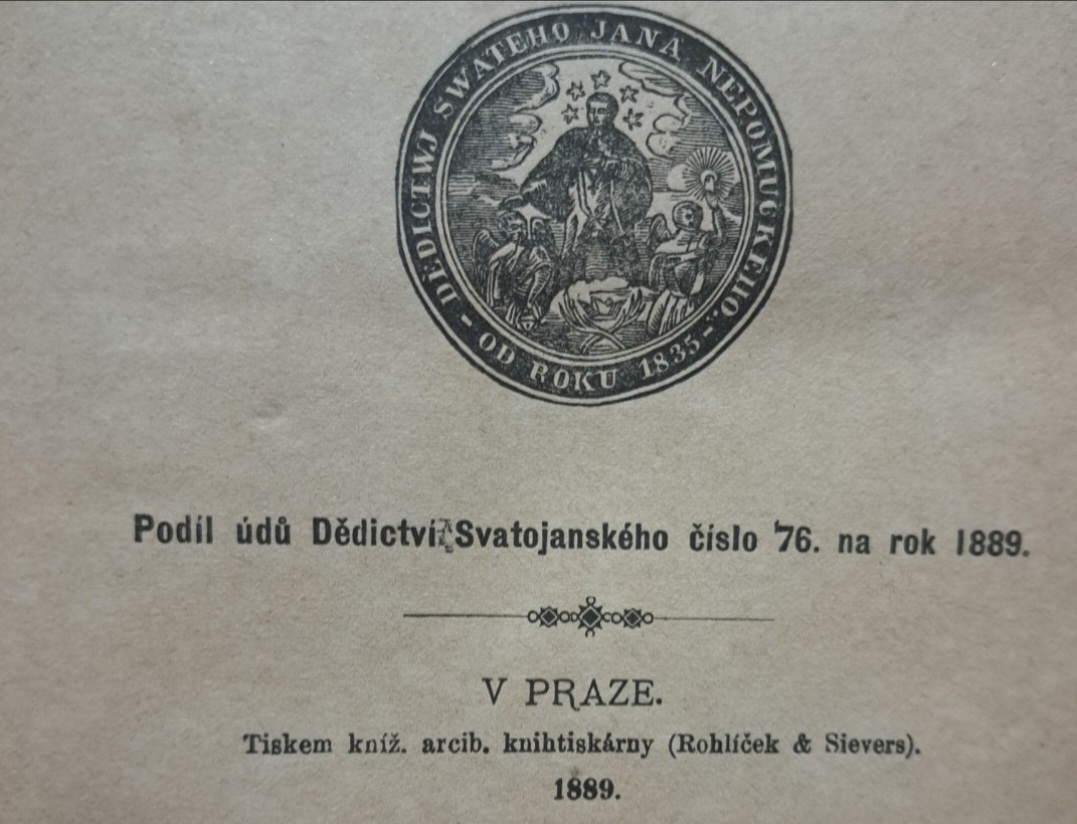 DĚDICTWJ SWATEHO JANA NEPOMUCKÉHO.
- OD ROKU 1835 -
Podíl údů Dědictví Svatojanského číslo 76. na rok 1889.
V PRAZE.
Tiskem kníž. arcib. knihtiskárny (Rohlíček & Sievers).
1889.